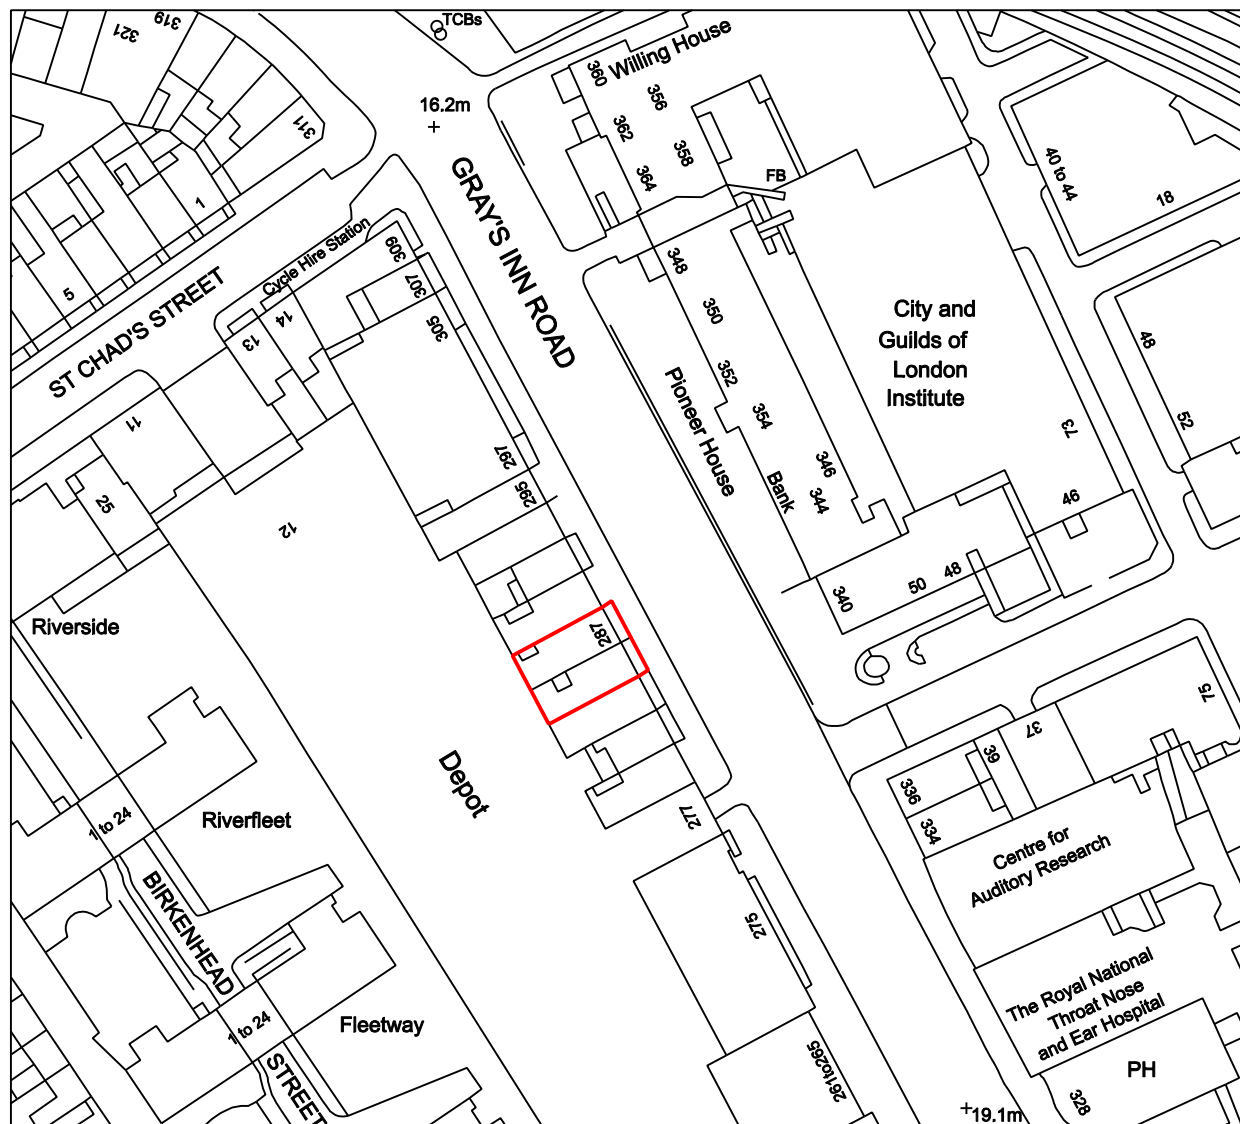 319
321
TCBs
Willing House
360
356
362
358
364
311
16.2m
FB
40 to 44
18
1
5
GRAY'S INN ROAD
Cycle Hire Station
309
307
305
14
13
ST CHAD'S STREET
348
350
352
354
346
344
Pioneer House
Bank
City and
Guilds of
London
Institute
48
52
73
46
11
25
12
297
295
50
48
340
Riverside
287
75
37
39
336
334
Depot
1 to 24
Riverfleet
277
Centre for
Auditory Research
BIRKENHEAD
STREET
275
1 to 24
Fleetway
The Royal National
Throat Nose
and Ear Hospital
PH
328
261to265
19.1m